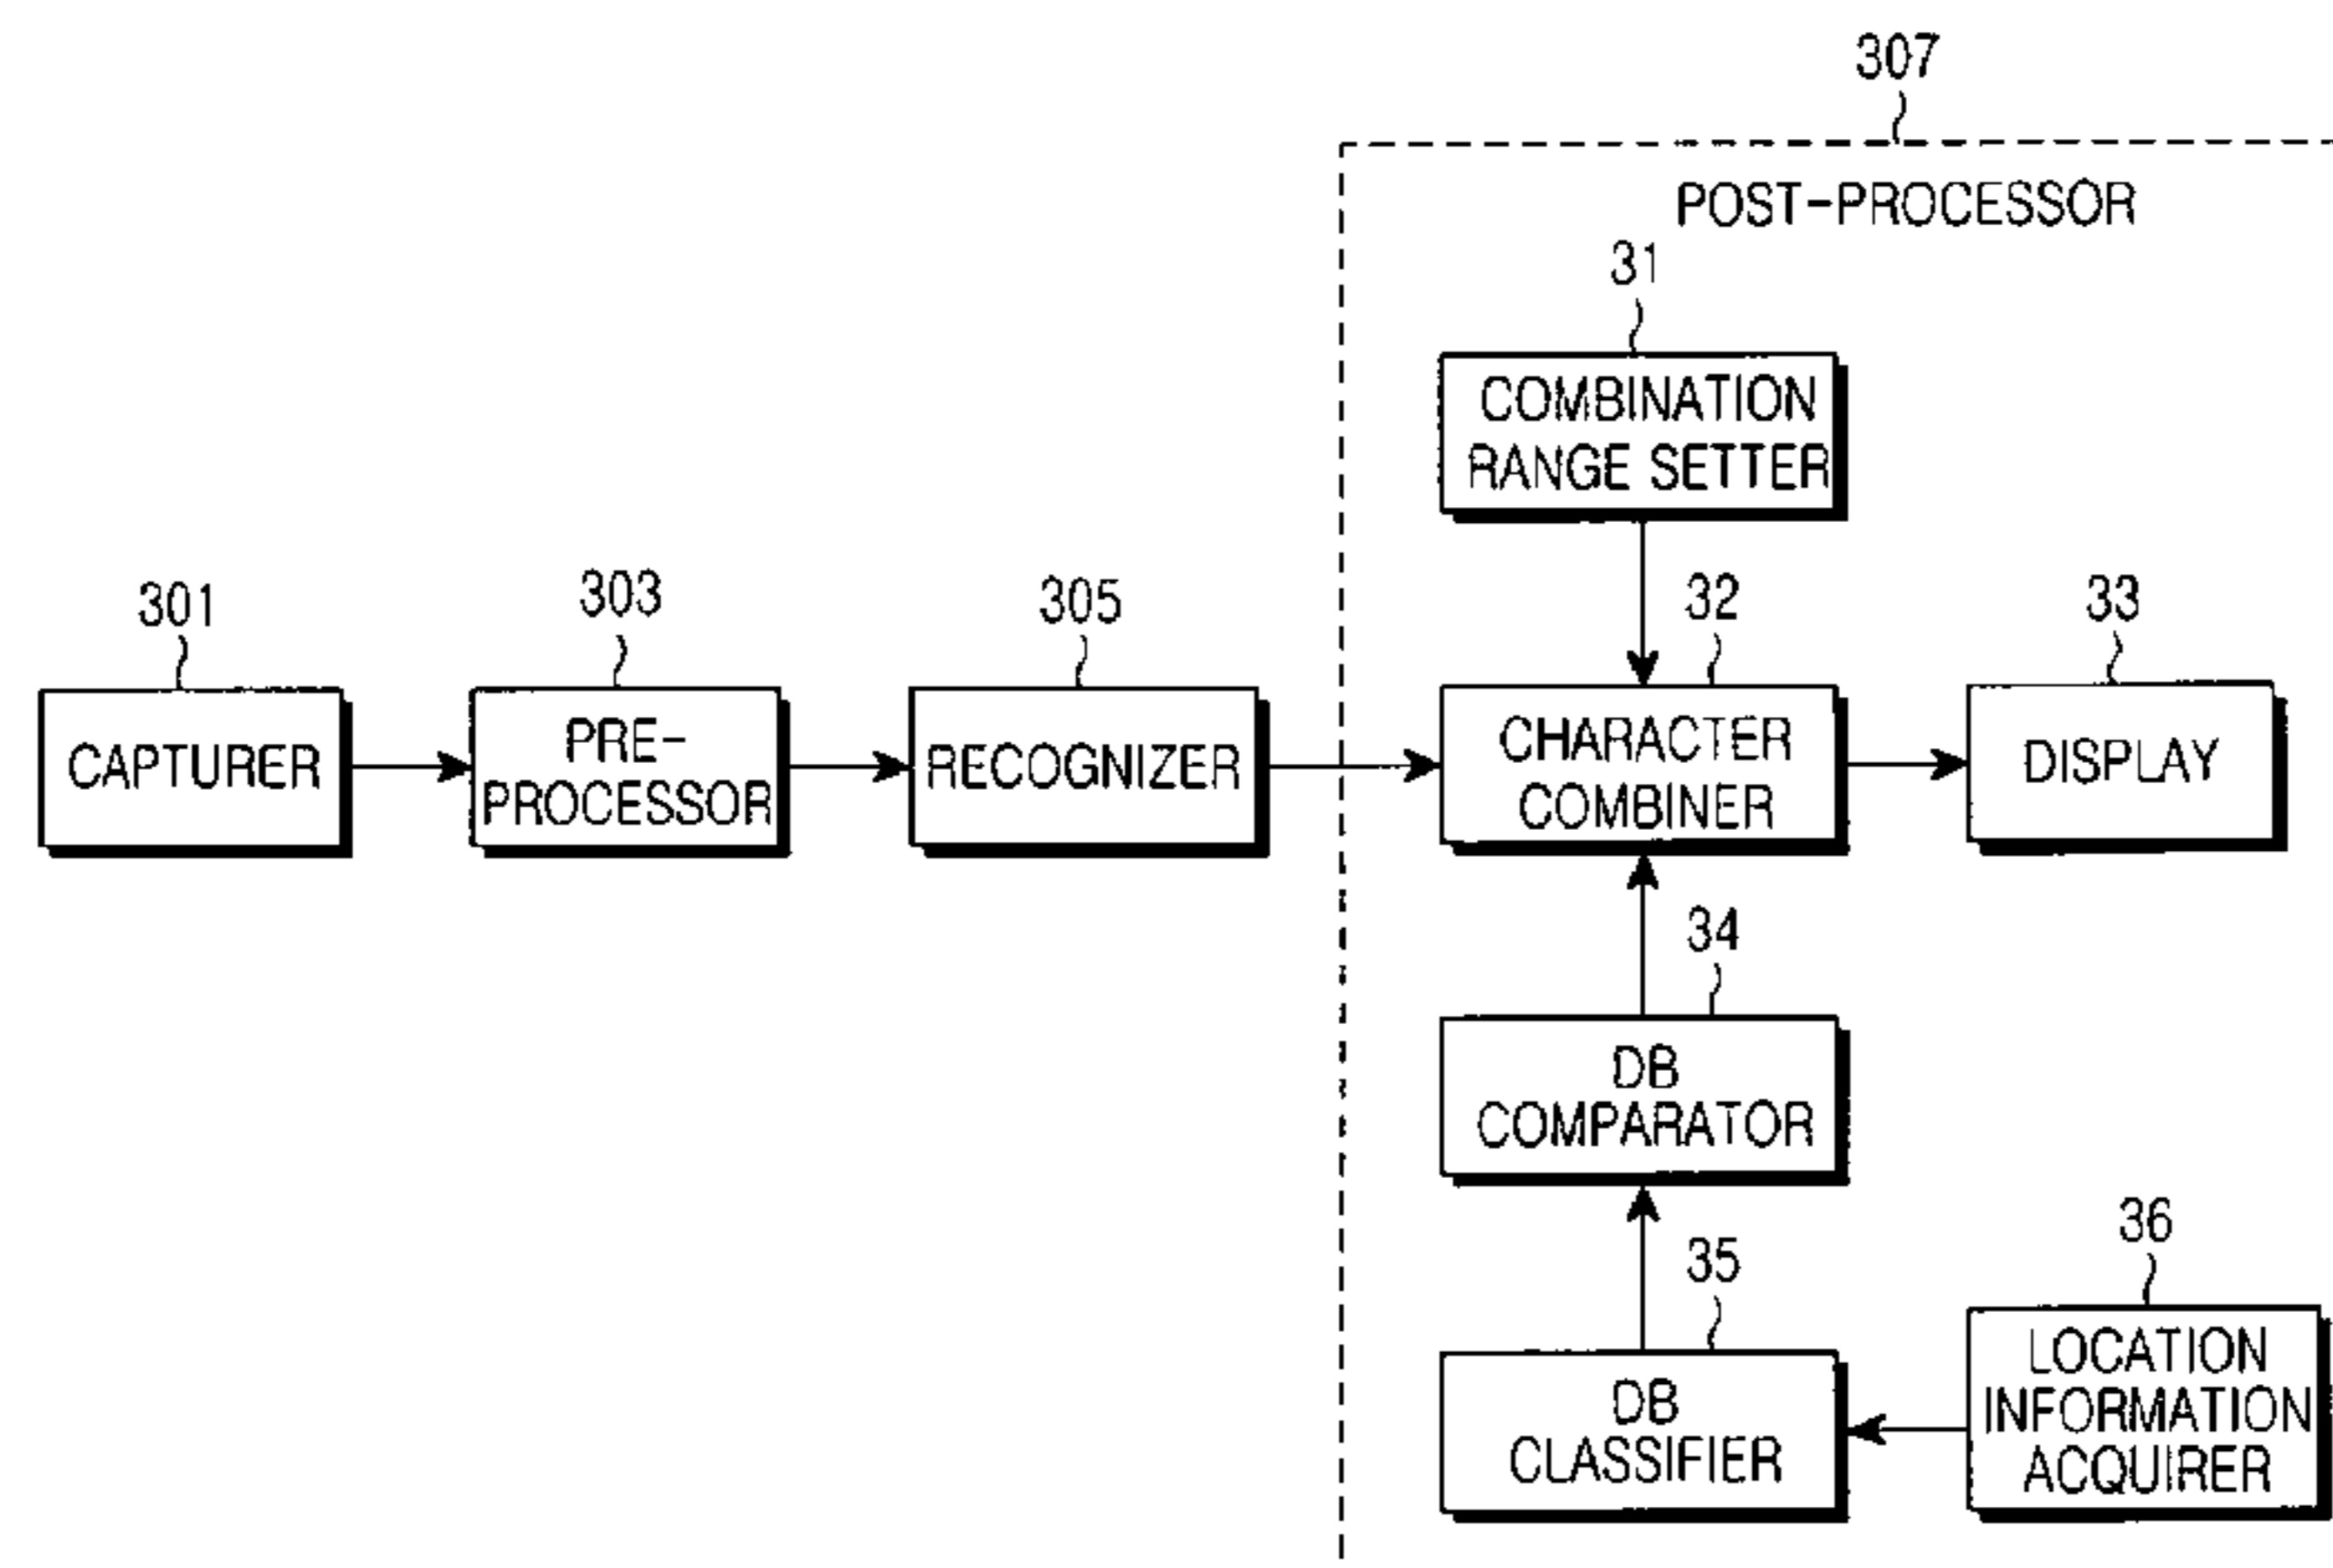 307
POST-PROCESSOR
31
COMBINATION
RANGE SETTER
301
303
305
32
33
CAPTURER
PRE-
PROCESSOR
RECOGNIZER
CHARACTER
COMBINER
DISPLAY
34
DB
COMPARATOR
35
36
DB
CLASSIFIER
LOCATION
INFORMATION
ACQUIRER